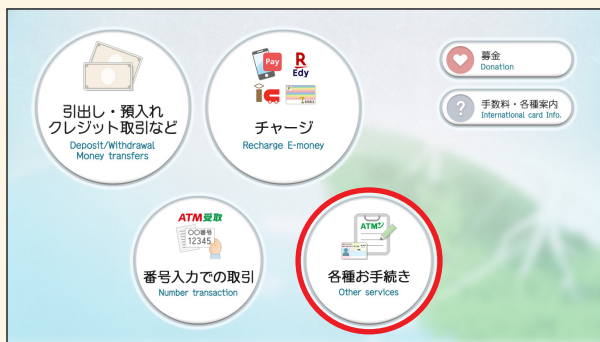 引出し・預入れ
クレジット取引など
Deposit/Withdrawal
Money transfers
Pay
R
Edy
チャージ
Recharge E-money
募金
Donation
?
手数料・各種案内
International card Info.
ATM受取
〇〇番号
12345
番号入力での取引
Number transaction
ATM
各種お手続き
Other services